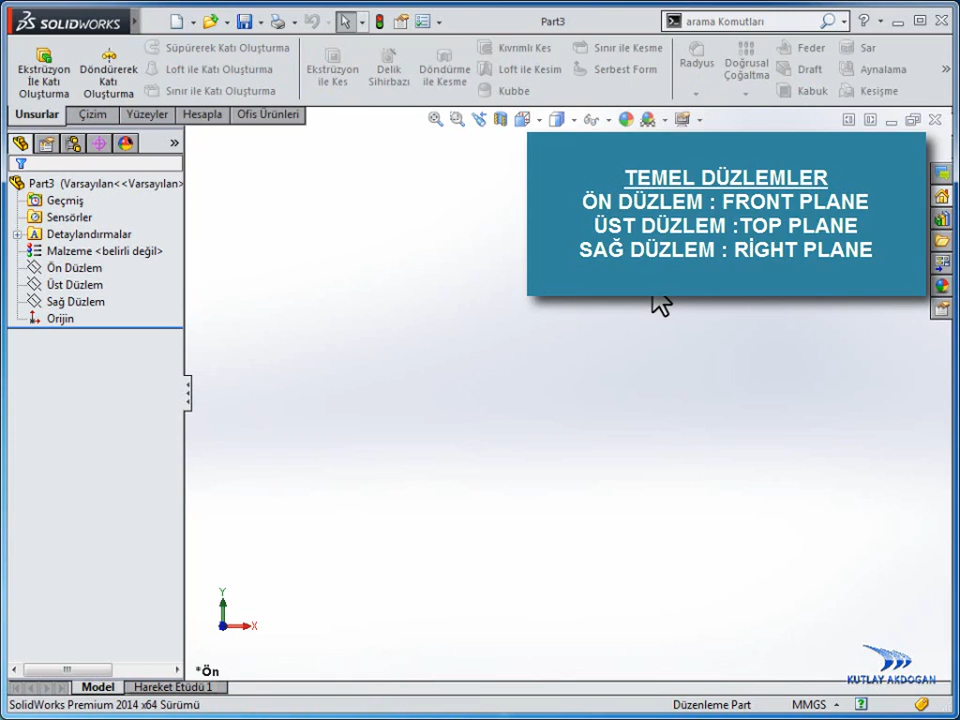 SOLIDWORKS
Part3
arama Komutları
Ekstrüzyon İle Katı Oluşturma
Döndürerek Katı Oluşturma
Süpürerek Katı Oluşturma
Loft ile Katı Oluşturma
Sınır ile Katı Oluşturma
Ekstrüzyon ile Kes
Delik Sihirbazı
Döndürme ile Kesme
Kıvrımlı Kes
Loft ile Kesim
Kubbe
Sınır ile Kesme
Serbest Form
Radyus
Doğrusal Çoğaltma
Feder
Draft
Kabuk
Sar
Aynalama
Kesişme
Unsurlar
Çizim
Yüzeyler
Hesapla
Ofis Ürünleri
TEMEL DÜZLEMLER
ÖN DÜZLEM : FRONT PLANE
ÜST DÜZLEM :TOP PLANE
SAĞ DÜZLEM : RİGHT PLANE
Part3 (Varsayılan<<Varsayılan>
Geçmiş
Sensörler
Detaylandırmalar
Malzeme <belirli değil>
Ön Düzlem
Üst Düzlem
Sağ Düzlem
Orijin
Y
X
*Ön
KUTLAY AKDOGAN
Model
Hareket Etüdü 1
SolidWorks Premium 2014 x64 Sürümü
Düzenleme Part
MMGS